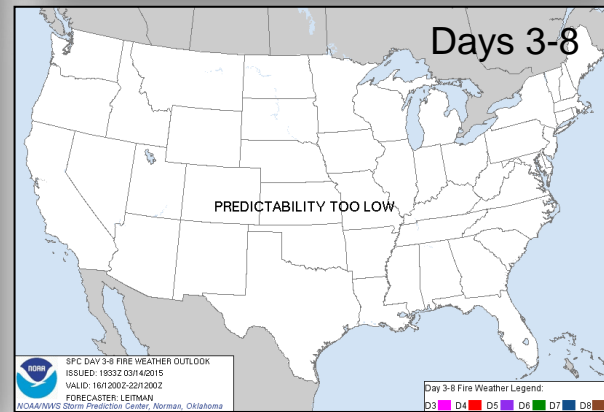 Days 3-8
PREDICTABILITY TOO LOW
NOAA
SPC DAY 3-8 FIRE WEATHER OUTLOOK
ISSUED: 1933Z 03/14/2015
VALID: 16/1200Z-22/1200Z
FORECASTER: LEITMAN
NOAA/NWS Storm Prediction Center, Norman, Oklahoma
Day 3-8 Fire Weather Legend:
D3 D4 D5 D6 D7 D8